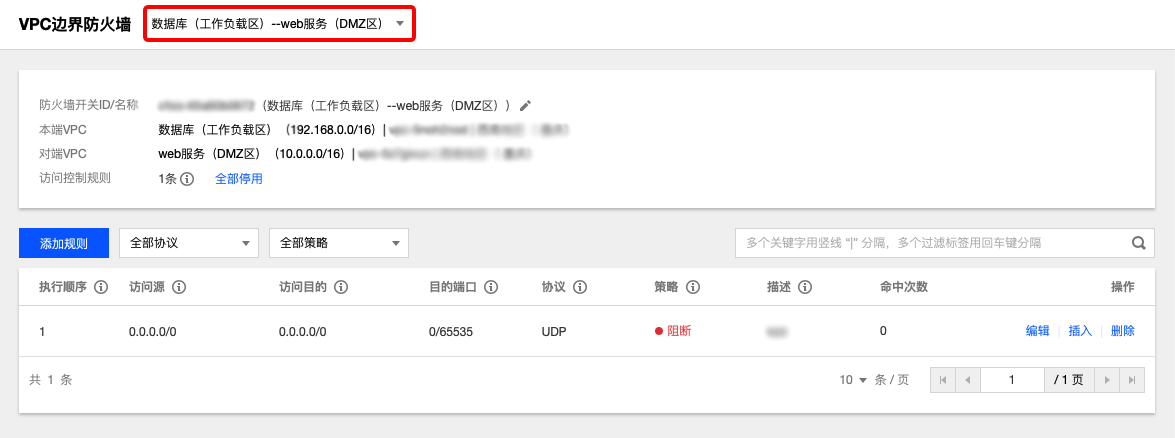 VPC边界防火墙 数据库（工作负载区）--web服务（DMZ区）
防火墙开关ID/名称 （数据库（工作负载区）--web服务（DMZ区））
本端VPC 数据库（工作负载区）（192.168.0.0/16）|
对端VPC web服务（DMZ区）（10.0.0.0/16）|
访问控制规则 1条 全部停用
添加规则 全部协议 全部策略 多个关键字用竖线 "|" 分隔，多个过滤标签用回车键分隔
执行顺序 访问源 访问目的 目的端口 协议 策略 描述 命中次数 操作
1 0.0.0.0/0 0.0.0.0/0 0/65535 UDP 阻断 0 编辑 插入 删除
共 1 条 10 条 / 页 1 / 1 页